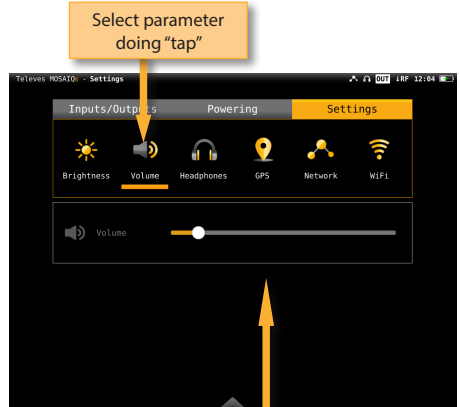 Select parameter
doing “tap”
Televes MOSAIQ6 - Settings OUT ↓RF 12:04
Inputs/Outputs Powering Settings
Brightness Volume Headphones GPS Network WiFi
Volume